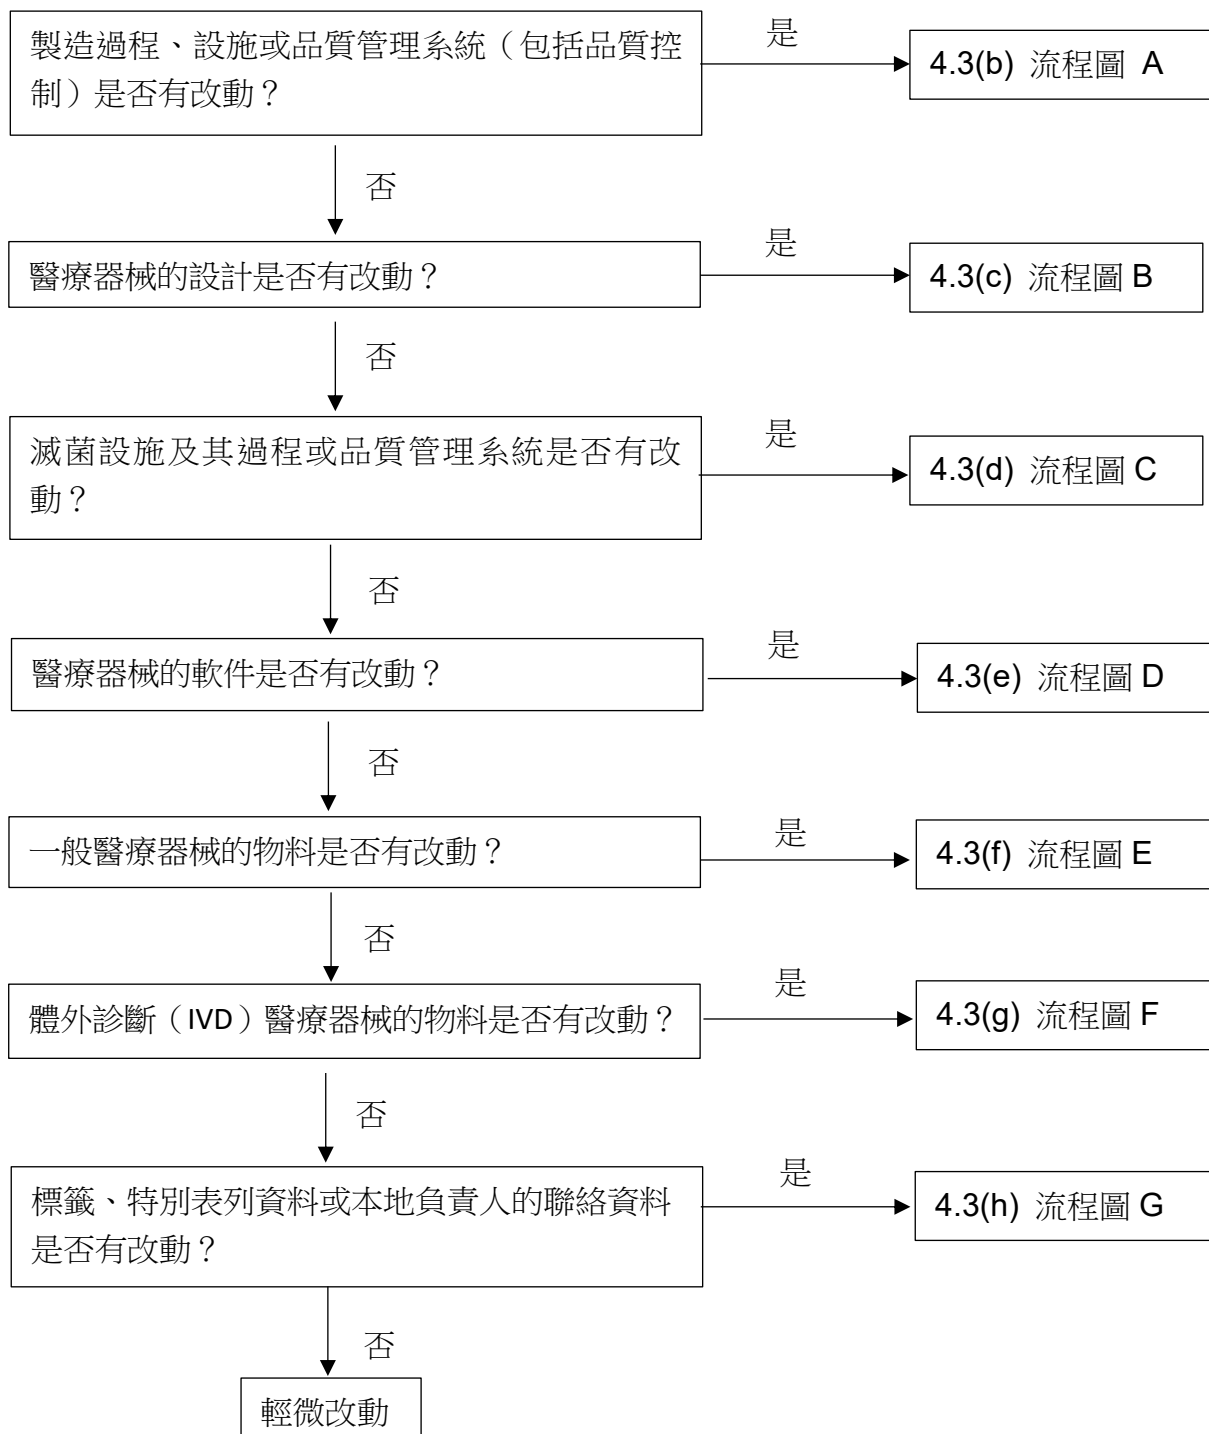 製造過程、設施或品質管理系統（包括品質控
制）是否有改動？
是
4.3(b) 流程圖 A
否
醫療器械的設計是否有改動？
是
4.3(c) 流程圖 B
否
滅菌設施及其過程或品質管理系統是否有改
動？
是
4.3(d) 流程圖 C
否
醫療器械的軟件是否有改動？
是
4.3(e) 流程圖 D
否
一般醫療器械的物料是否有改動？
是
4.3(f) 流程圖 E
否
體外診斷（IVD）醫療器械的物料是否有改動？
是
4.3(g) 流程圖 F
否
標籤、特別表列資料或本地負責人的聯絡資料
是否有改動？
是
4.3(h) 流程圖 G
否
輕微改動